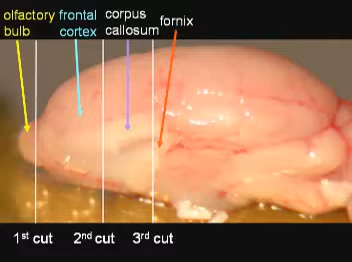 olfactory
bulb
frontal
cortex
corpus
callosum
fornix
1st cut
2nd cut
3rd cut